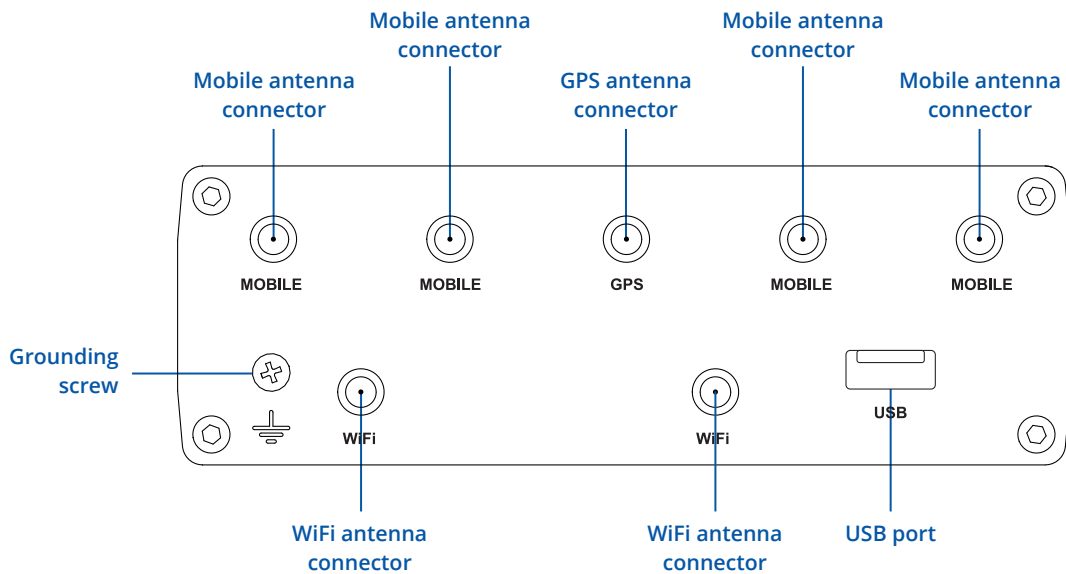 Mobile antenna
connector
Mobile antenna
connector
Mobile antenna
connector
GPS antenna
connector
Mobile antenna
connector
MOBILE
MOBILE
GPS
MOBILE
MOBILE
Grounding
screw
USB
WiFi
WiFi
WiFi antenna
connector
WiFi antenna
connector
USB port